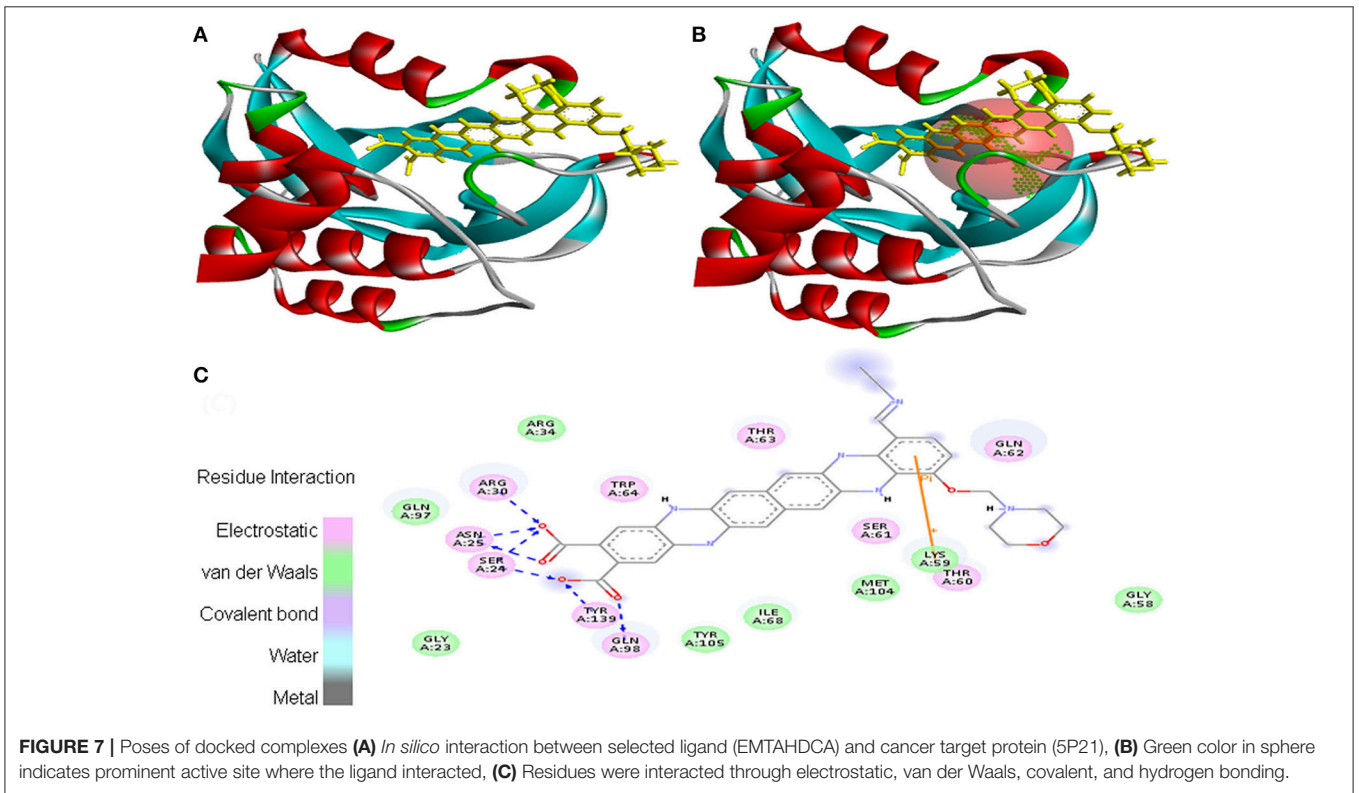 A
B
C
(C)
Residue Interaction
Electrostatic
van der Waals
Covalent bond
Water
Metal
ARG
A:34
THR
A:63
GLN
A:62
ARG
A:30
TRP
A:64
GLN
A:97
ASN
A:25
SER
A:24
SER
A:61
LYS
A:59
THR
A:60
MET
A:104
GLY
A:58
ILE
A:68
TYR
A:139
GLN
A:98
TYR
A:105
GLY
A:23
N
H
N
N
N
H
N
O
H
N
O
O
O
O
O
Pi
+
FIGURE 7 | Poses of docked complexes (A) In silico interaction between selected ligand (EMTAHDCA) and cancer target protein (5P21), (B) Green color in sphere
indicates prominent active site where the ligand interacted, (C) Residues were interacted through electrostatic, van der Waals, covalent, and hydrogen bonding.